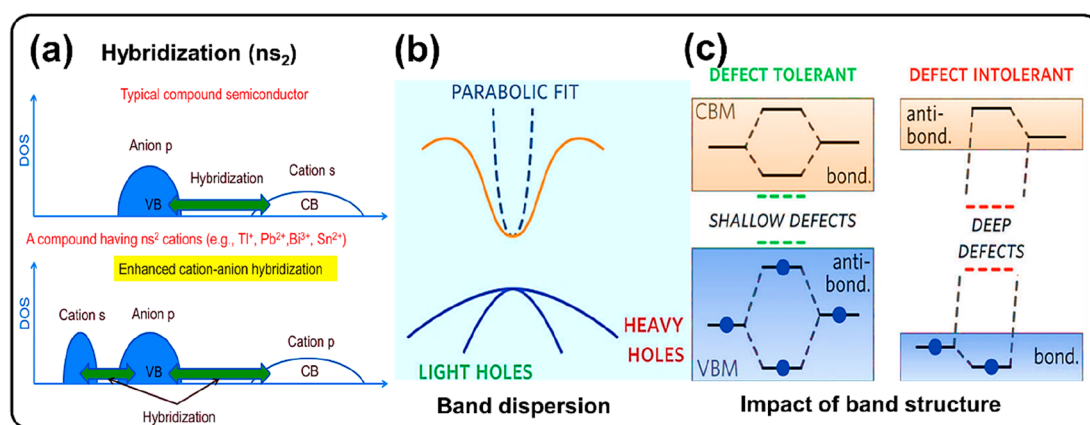 (a)
Hybridization (ns₂)
Typical compound semiconductor
DOS
Anion p
Hybridization
Cation s
VB
CB
A compound having ns² cations (e.g., Tl⁺, Pb²⁺,Bi³⁺, Sn²⁺)
Enhanced cation-anion hybridization
DOS
Cation s
Anion p
Cation p
VB
CB
Hybridization
(b)
PARABOLIC FIT
HEAVY
HOLES
LIGHT HOLES
Band dispersion
(c)
DEFECT TOLERANT
CBM
bond.
SHALLOW DEFECTS
anti-
bond.
VBM
DEFECT INTOLERANT
anti-
bond.
DEEP
DEFECTS
bond.
Impact of band structure